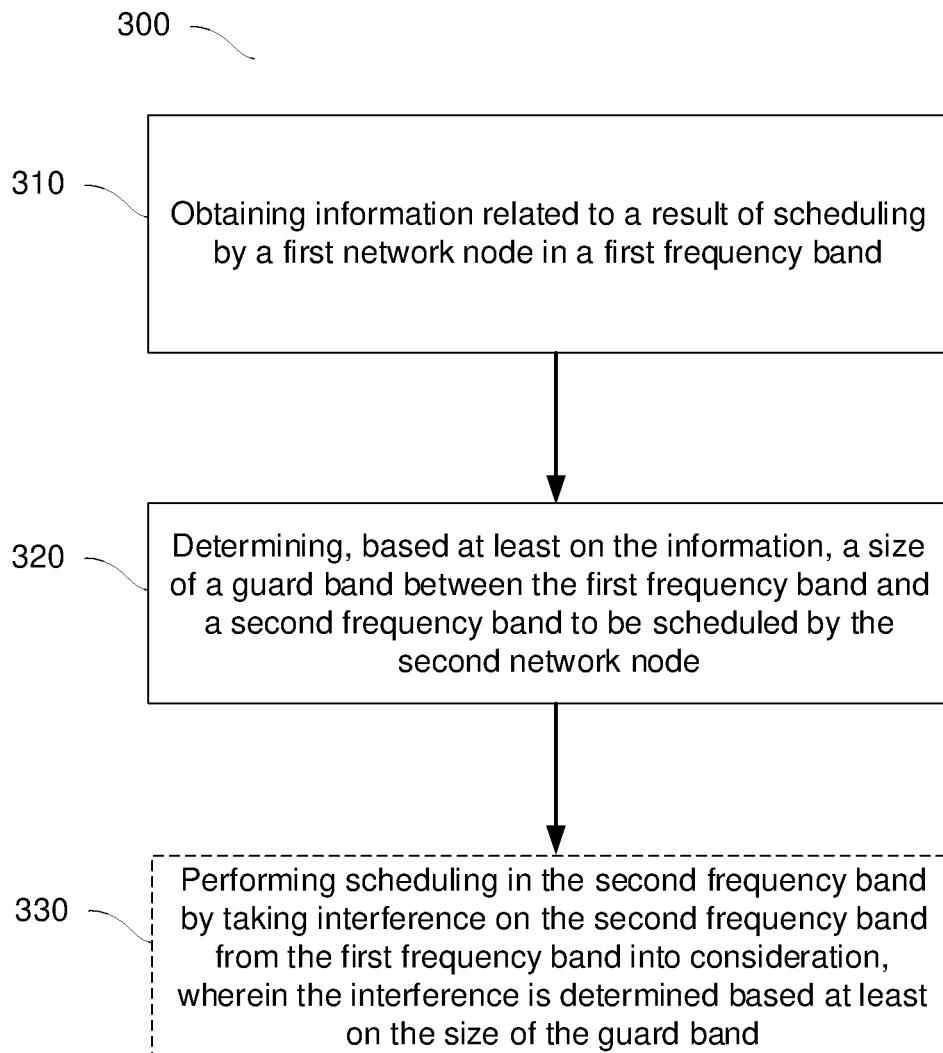 300
310
Obtaining information related to a result of scheduling
by a first network node in a first frequency band
320
Determining, based at least on the information, a size
of a guard band between the first frequency band and
a second frequency band to be scheduled by the
second network node
330
Performing scheduling in the second frequency band
by taking interference on the second frequency band
from the first frequency band into consideration,
wherein the interference is determined based at least
on the size of the guard band